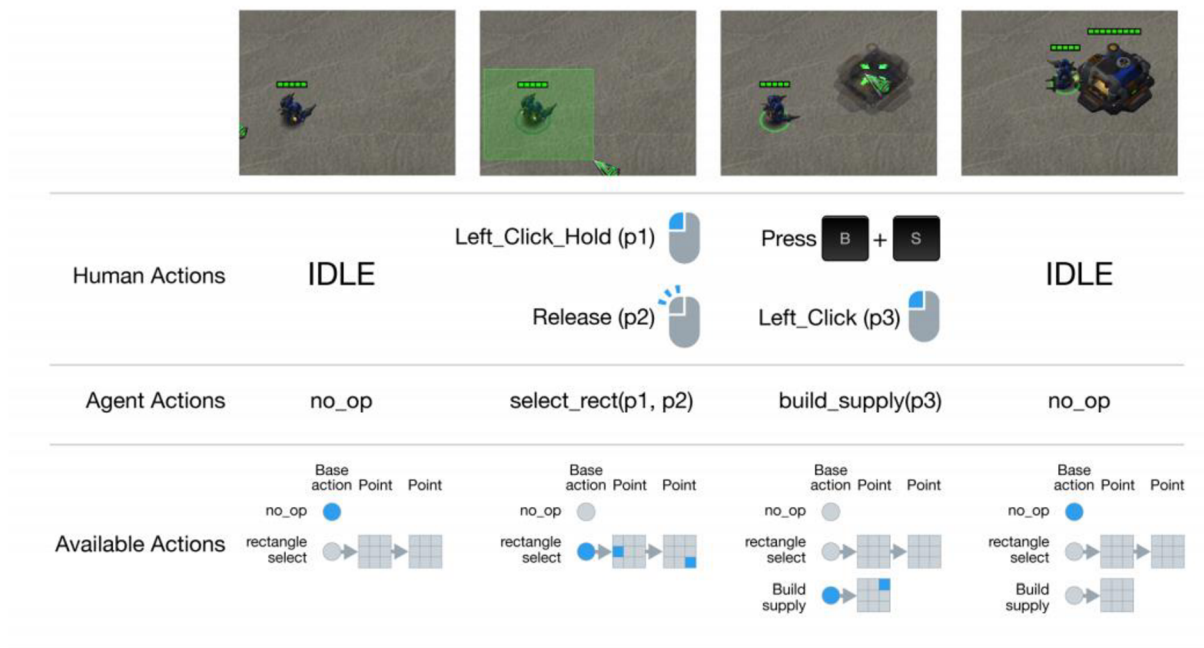 Human Actions
IDLE
Left_Click_Hold (p1)
Release (p2)
Press B + S
Left_Click (p3)
IDLE
Agent Actions
no_op
select_rect(p1, p2)
build_supply(p3)
no_op
Available Actions
Base
action Point Point
no_op
rectangle
select
Base
action Point Point
no_op
rectangle
select
Base
action Point Point
no_op
rectangle
select
Build
supply
Base
action Point Point
no_op
rectangle
select
Build
supply